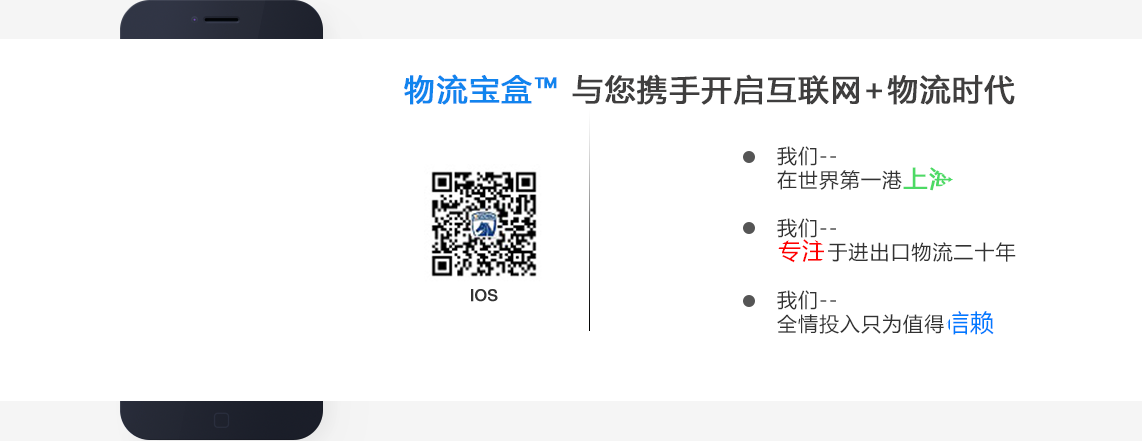 物流宝盒™ 与您携手开启互联网+物流时代
我们--
在世界第一港上海
我们--
专注于进出口物流二十年
我们--
全情投入只为值得信赖
IOS